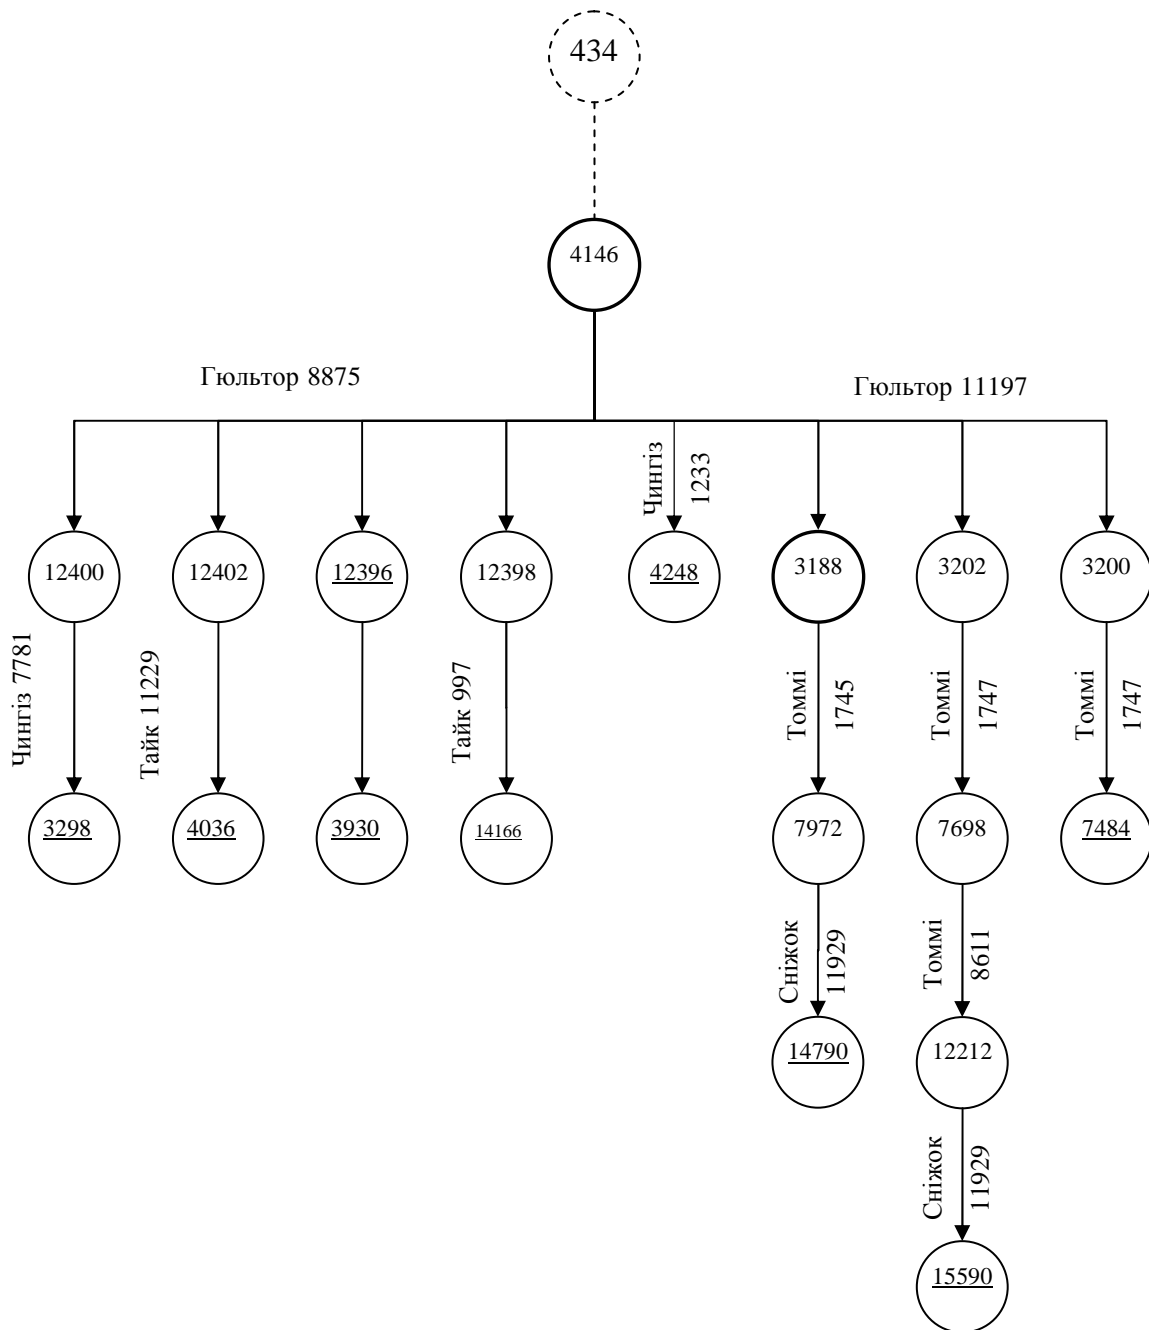 434
4146
Гюльтор 8875
Гюльтор 11197
Чингіз
1233
12400
12402
12396
12398
4248
3188
3202
3200
Чингіз 7781
Тайк 11229
Тайк 997
Томмі
1745
Томмі
1747
Томмі
1747
3298
4036
3930
14166
7972
7698
7484
Сніжок
11929
Томмі
8611
14790
12212
Сніжок
11929
15590